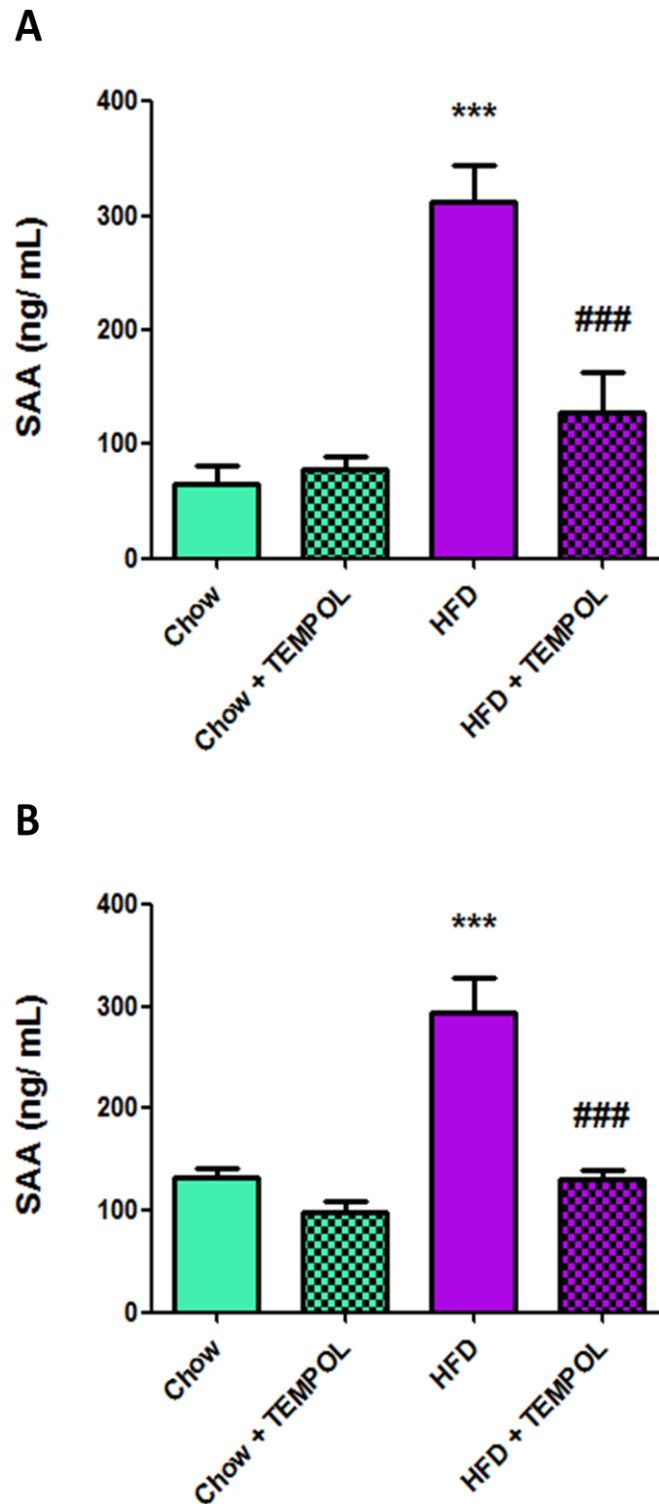 A
SAA (ng/ mL)
400
300
200
100
0
***
###
Chow
Chow + TEMPOL
HFD
HFD + TEMPOL
B
SAA (ng/ mL)
400
300
200
100
0
***
###
Chow
Chow + TEMPOL
HFD
HFD + TEMPOL